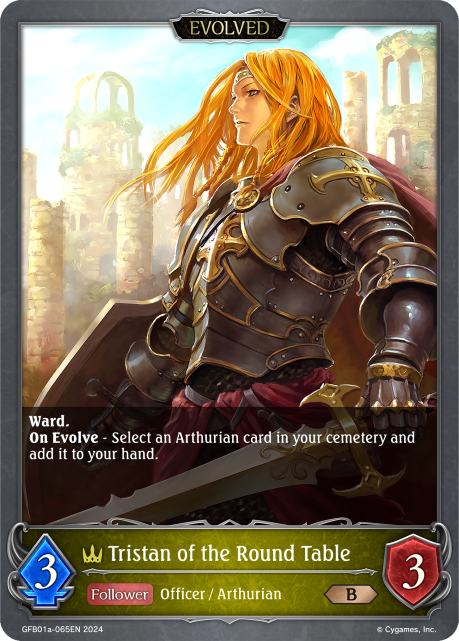 EVOLVED
Ward.
On Evolve - Select an Arthurian card in your cemetery and
add it to your hand.
Tristan of the Round Table
3
Follower Officer / Arthurian B
3
GFB01a-065EN 2024 © Cygames, Inc.